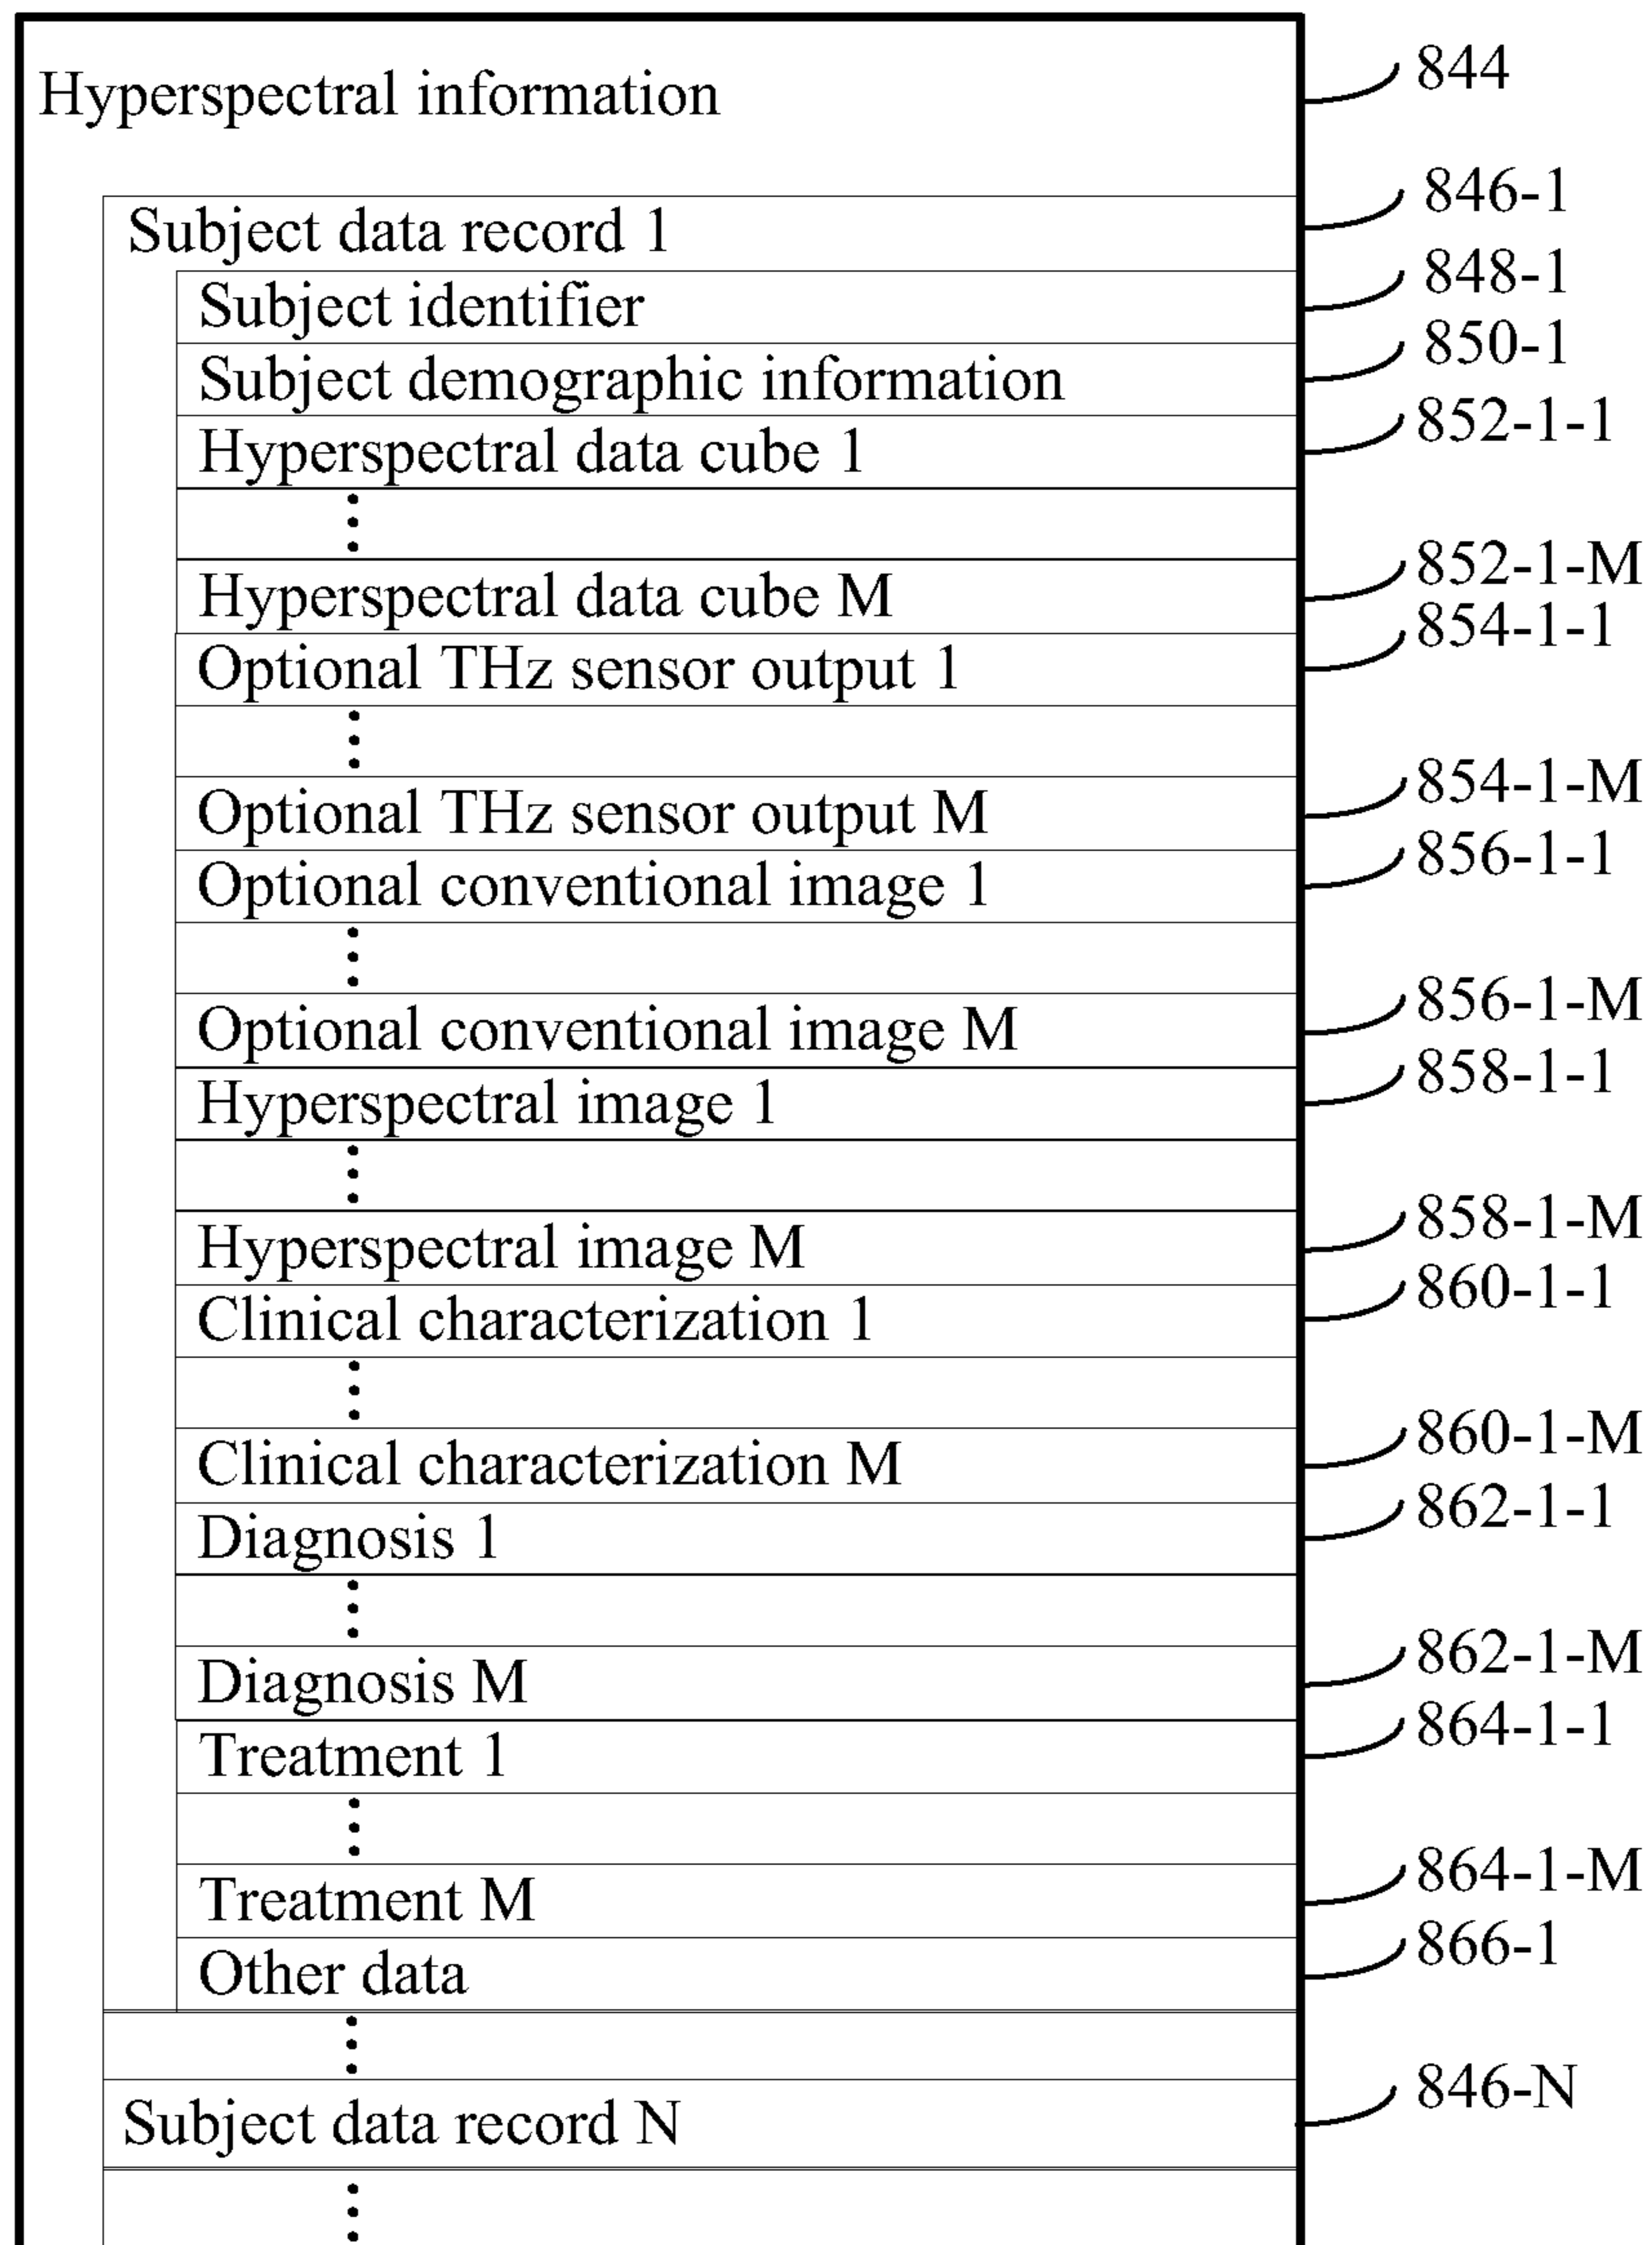 Hyperspectral information 844
Subject data record 1 846-1
Subject identifier 848-1
Subject demographic information 850-1
Hyperspectral data cube 1 852-1-1
Hyperspectral data cube M 852-1-M
Optional THz sensor output 1 854-1-1
Optional THz sensor output M 854-1-M
Optional conventional image 1 856-1-1
Optional conventional image M 856-1-M
Hyperspectral image 1 858-1-1
Hyperspectral image M 858-1-M
Clinical characterization 1 860-1-1
Clinical characterization M 860-1-M
Diagnosis 1 862-1-1
Diagnosis M 862-1-M
Treatment 1 864-1-1
Treatment M 864-1-M
Other data 866-1
Subject data record N 846-N